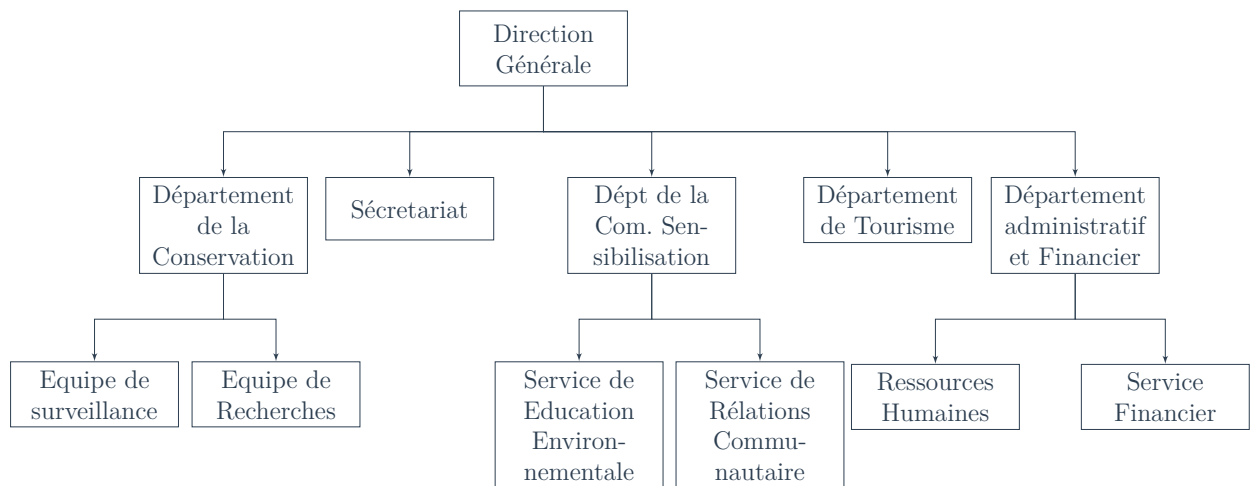 Direction
Générale
Département
de la
Conservation
Sécretariat
Dépt de la
Com. Sen-
sibilisation
Département
de Tourisme
Département
administratif
et Financier
Equipe de
surveillance
Equipe de
Recherches
Service de
Education
Environ-
nementale
Service de
Rélations
Commu-
nautaire
Ressources
Humaines
Service
Financier